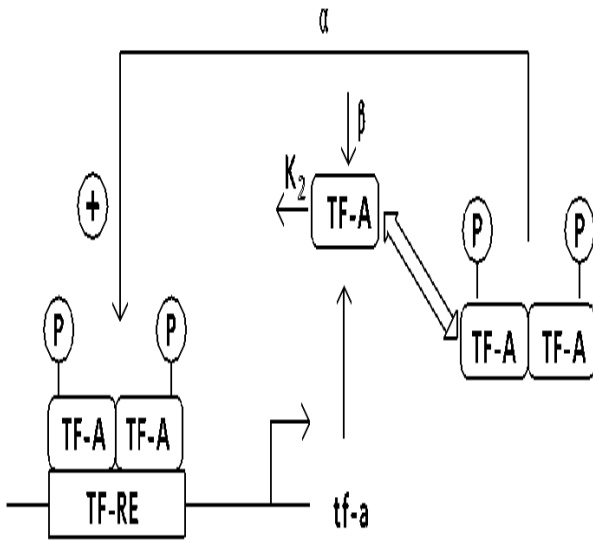 α
β
K2
TF-A
+
P P
P P
TF-A TF-A
TF-A TF-A
TF-RE
tf-a